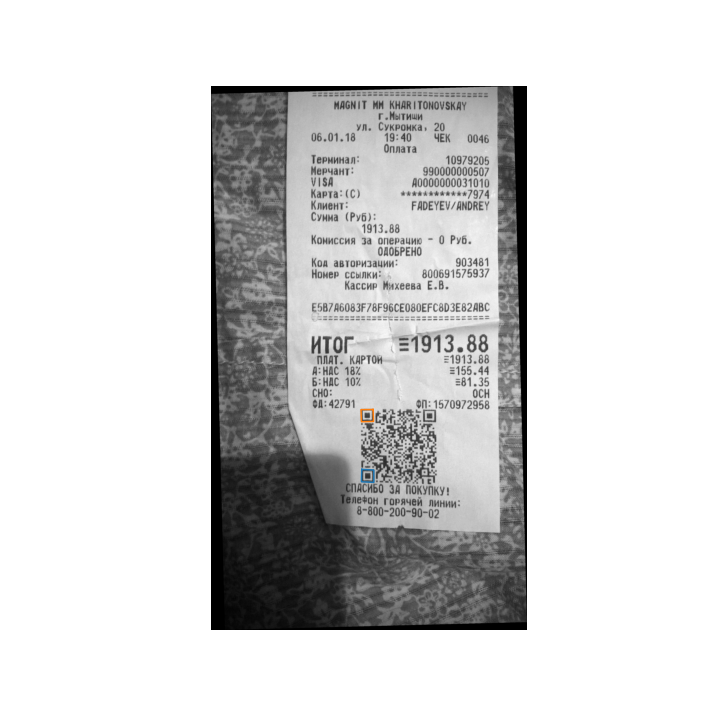 MAGNIT MM KHARITONOVSKAY
г.Мытищи
ул. Сукромка, 20
06.01.18 19:40 ЧЕК 0046
Оплата
Терминал: 10979205
Мерчант: 990000000507
VISA A0000000031010
Карта:(C) ************7974
Клиент: FADEYEV/ANDREY
Сумма (Руб):
1913.88
Комиссия за операцию - 0 Руб.
ОДОБРЕНО
Код авторизации: 903481
Номер ссылки: 800691575937
Кассир Михеева Е.В.
E5B7A6083F78F96CE080EFC8D3E82ABC
ИТОГ ≡1913.88
ПЛАТ. КАРТОЙ ≡1913.88
А:НДС 18% ≡155.44
Б:НДС 10% ≡81.35
СНО: ОСН
ФД:42791 ФП:1570972958
СПАСИБО ЗА ПОКУПКУ!
Телефон горячей линии:
8-800-200-90-02